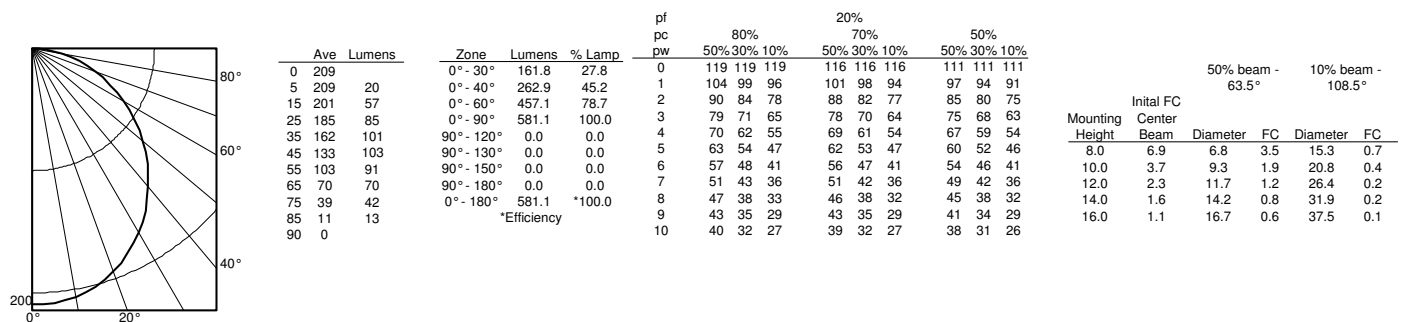 80°
60°
40°
200
0° 20°
Ave Lumens
0 209
5 209 20
15 201 57
25 185 85
35 162 101
45 133 103
55 103 91
65 70 70
75 39 42
85 11 13
90 0
Zone Lumens % Lamp
0° - 30° 161.8 27.8
0° - 40° 262.9 45.2
0° - 60° 457.1 78.7
0° - 90° 581.1 100.0
90° - 120° 0.0 0.0
90° - 130° 0.0 0.0
90° - 150° 0.0 0.0
90° - 180° 0.0 0.0
0° - 180° 581.1 *100.0
*Efficiency
pf 20%
pc 80% 70% 50%
pw 50% 30% 10% 50% 30% 10% 50% 30% 10%
0 119 119 119 116 116 116 111 111 111
1 104 99 96 101 98 94 97 94 91
2 90 84 78 88 82 77 85 80 75
3 79 71 65 78 70 64 75 68 63
4 70 62 55 69 61 54 67 59 54
5 63 54 47 62 53 47 60 52 46
6 57 48 41 56 47 41 54 46 41
7 51 43 36 51 42 36 49 42 36
8 47 38 33 46 38 32 45 38 32
9 43 35 29 43 35 29 41 34 29
10 40 32 27 39 32 27 38 31 26
50% beam - 10% beam -
63.5° 108.5°
Inital FC
Mounting Center
Height Beam Diameter FC Diameter FC
8.0 6.9 6.8 3.5 15.3 0.7
10.0 3.7 9.3 1.9 20.8 0.4
12.0 2.3 11.7 1.2 26.4 0.2
14.0 1.6 14.2 0.8 31.9 0.2
16.0 1.1 16.7 0.6 37.5 0.1